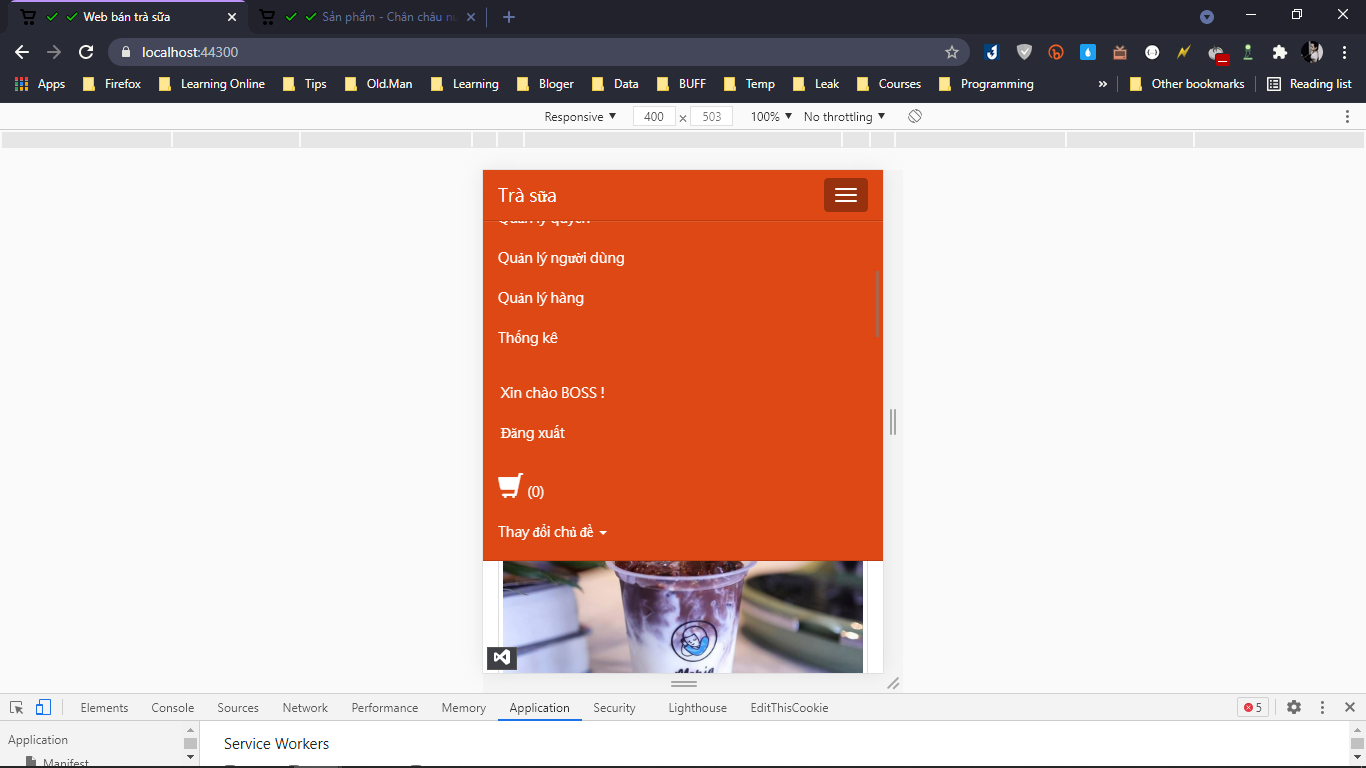 Web bán trà sữa
Sản phẩm - Chân châu
localhost:44300
Apps
Firefox
Learning Online
Tips
Old.Man
Learning
Bloger
Data
BUFF
Temp
Leak
Courses
Programming
»
Other bookmarks
Reading list
Responsive
400 × 503
100%
No throttling
Trà sữa
Quản lý quyền
Quản lý người dùng
Quản lý hàng
Thống kê
Xin chào BOSS !
Đăng xuất
(0)
Thay đổi chủ đề
Elements
Console
Sources
Network
Performance
Memory
Application
Security
Lighthouse
EditThisCookie
5
Application
Service Workers
Manifest